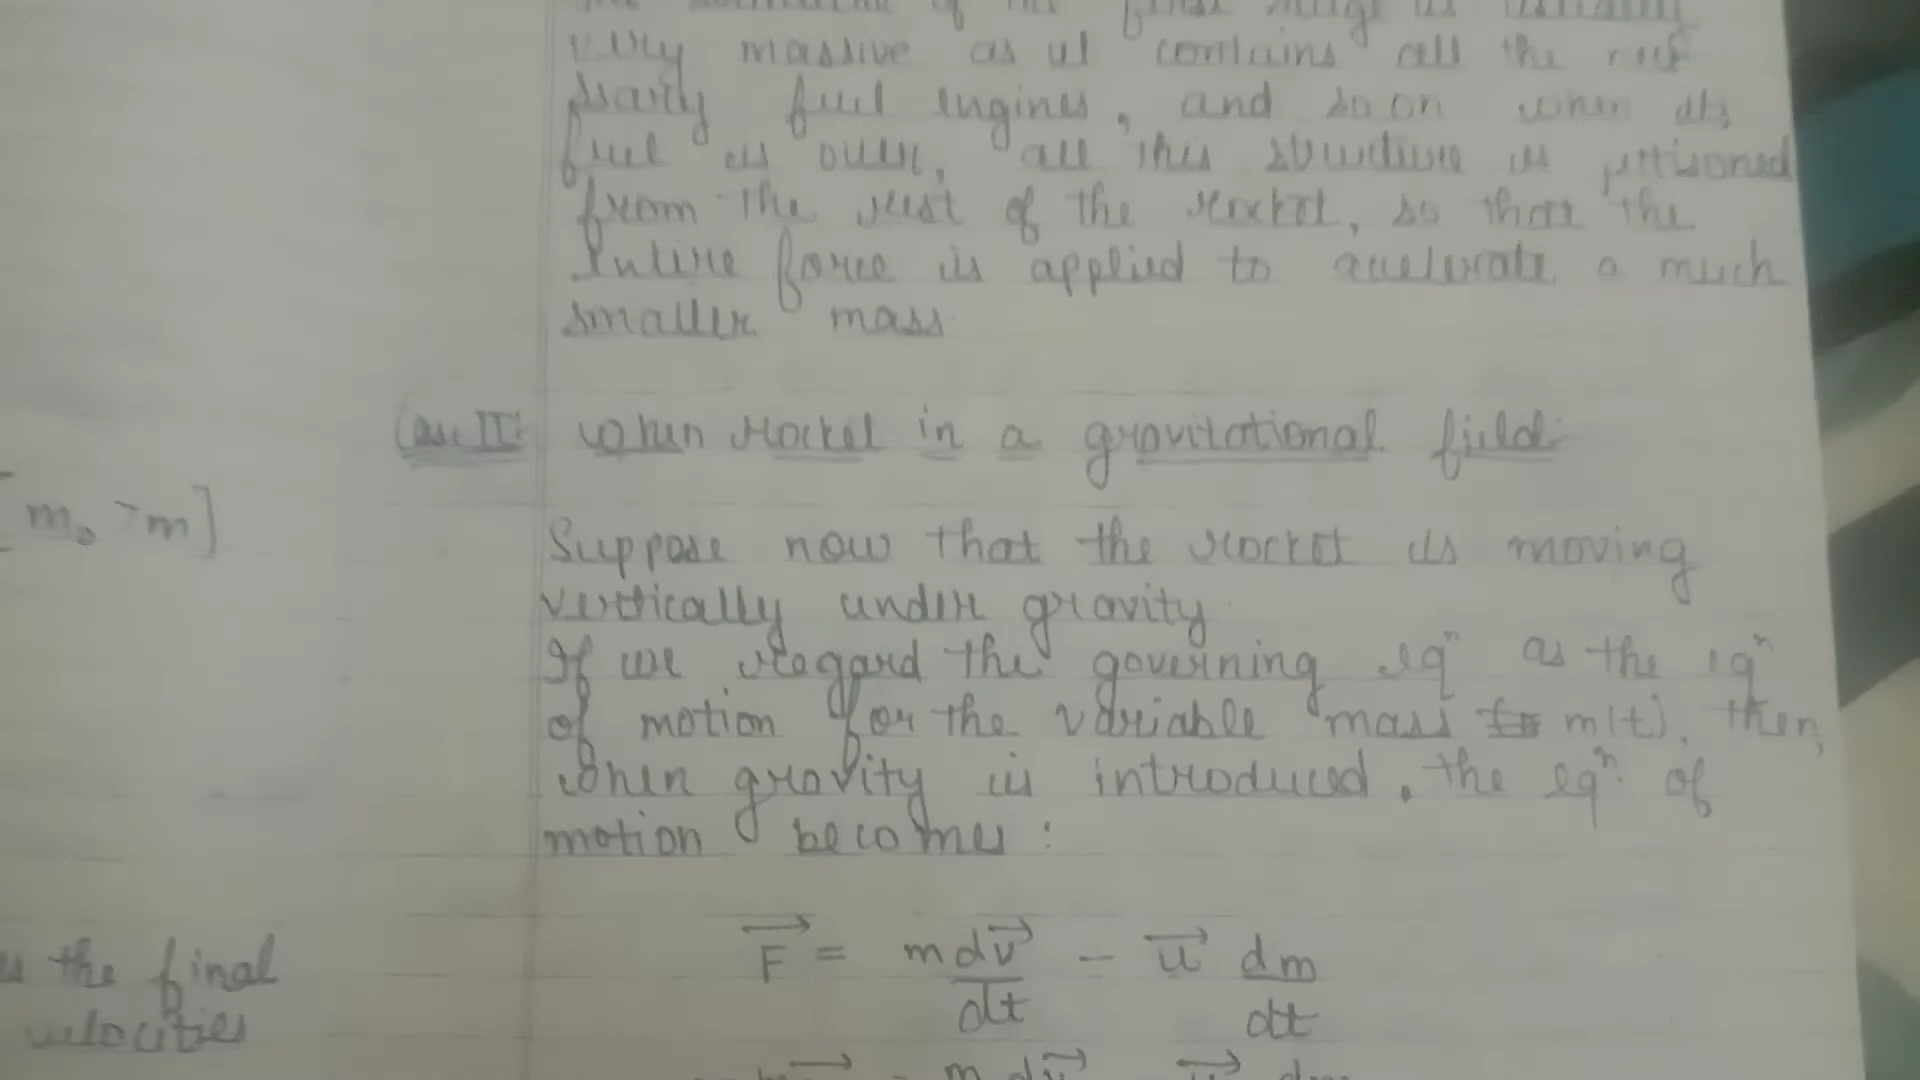 very massive as it contains all the nece
ssary fuel engines, and so on when its
fuel is over, all this structure is jettisoned
from the rest of the rocket, so that the
entire force is applied to accelerate a much
smaller mass.
Case II: when rocket in a gravitational field
[m₀ > m]
Suppose now that the rocket is moving
vertically under gravity.
If we regard the governing eqⁿ as the eqⁿ
of motion for the variable mass m(t), then,
when gravity is introduced, the eqⁿ. of
motion becomes:
the final
velocities
F⃗ = m dv⃗/dt - u⃗ dm/dt